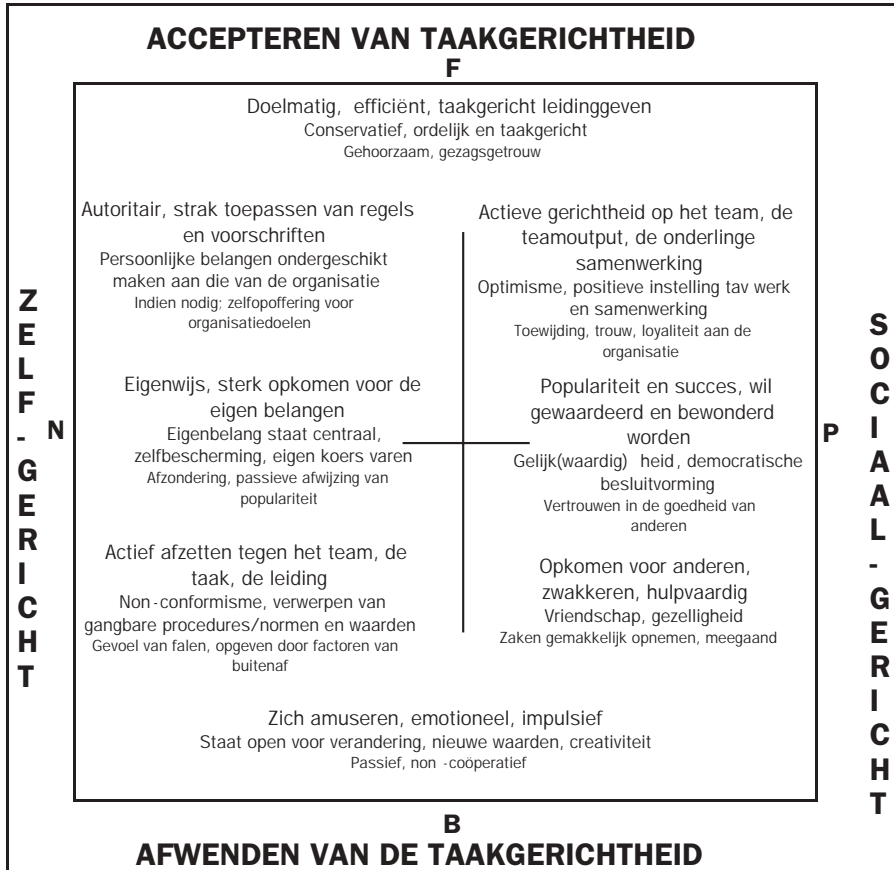 ACCEPTEREN VAN TAAKGERICHTHEID
F
Doelmatig, efficiënt, taakgericht leidinggeven
Conservatief, ordelijk en taakgericht
Gehoorzaam, gezagsgetrouw
Autoritair, strak toepassen van regels
en voorschriften
Persoonlijke belangen ondergeschikt
maken aan die van de organisatie
Indien nodig; zelfopoffering voor
organisatiedoelen
Actieve gerichtheid op het team, de
teamoutput, de onderlinge
samenwerking
Optimisme, positieve instelling tav werk
en samenwerking
Toewijding, trouw, loyaliteit aan de
organisatie
ZELF-GERICHT
N
Eigenwijs, sterk opkomen voor de
eigen belangen
Eigenbelang staat centraal,
zelfbescherming, eigen koers varen
Afzondering, passieve afwijzing van
populariteit
Populariteit en succes, wil
gewaardeerd en bewonderd
worden
Gelijk(waardig) heid, democratische
besluitvorming
Vertrouwen in de goedheid van
anderen
P
SOCIAAL-GERICHT
Actief afzetten tegen het team, de
taak, de leiding
Non-conformisme, verwerpen van
gangbare procedures/normen en waarden
Gevoel van falen, opgeven door factoren van
buitenaf
Opkomen voor anderen,
zwakkeren, hulpvaardig
Vriendschap, gezelligheid
Zaken gemakkelijk opnemen, meegaand
Zich amuseren, emotioneel, impulsief
Staat open voor verandering, nieuwe waarden, creativiteit
Passief, non -coöperatief
B
AFWENDEN VAN DE TAAKGERICHTHEID